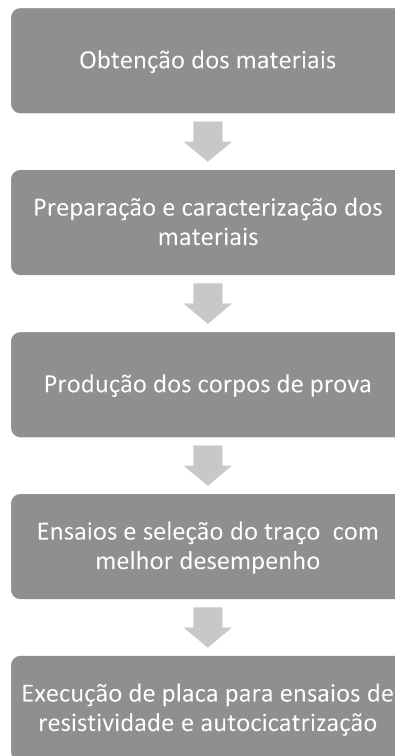 Obtenção dos materiais
Preparação e caracterização dos
materiais
Produção dos corpos de prova
Ensaios e seleção do traço com
melhor desempenho
Execução de placa para ensaios de
resistividade e autocicatrização